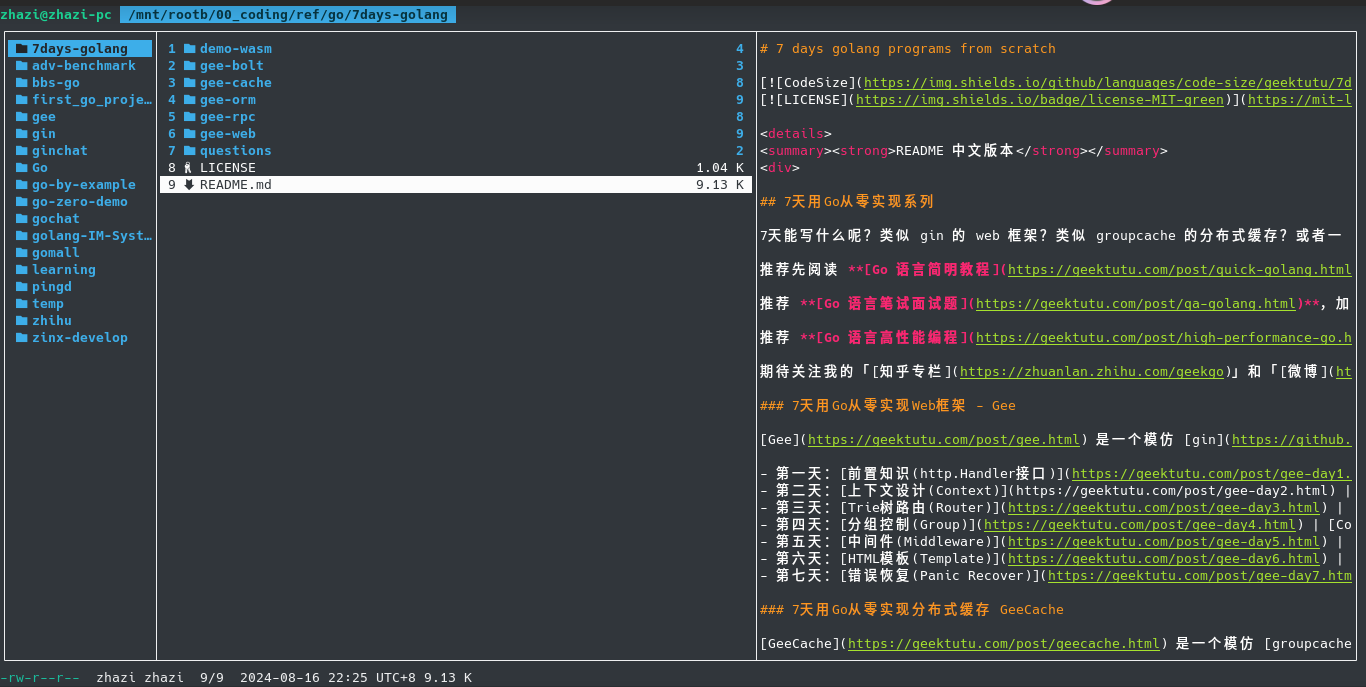 zhazi@zhazi-pc /mnt/rootb/00_coding/ref/go/7days-golang
7days-golang
adv-benchmark
bbs-go
first_go_proje…
gee
gin
ginchat
Go
go-by-example
go-zero-demo
gochat
golang-IM-Syst…
gomall
learning
pingd
temp
zhihu
zinx-develop
1 demo-wasm 4
2 gee-bolt 3
3 gee-cache 8
4 gee-orm 9
5 gee-rpc 8
6 gee-web 9
7 questions 2
8 LICENSE 1.04 K
9 README.md 9.13 K
# 7 days golang programs from scratch
[![CodeSize](https://img.shields.io/github/languages/code-size/geektutu/7d
[![LICENSE](https://img.shields.io/badge/license-MIT-green)](https://mit-l
<details>
<summary><strong>README 中文版本</strong></summary>
<div>
## 7天用Go从零实现系列
7天能写什么呢？类似 gin 的 web 框架？类似 groupcache 的分布式缓存？或者一
推荐先阅读 **[Go 语言简明教程](https://geektutu.com/post/quick-golang.html
推荐 **[Go 语言笔试面试题](https://geektutu.com/post/qa-golang.html)**，加
推荐 **[Go 语言高性能编程](https://geektutu.com/post/high-performance-go.h
期待关注我的「[知乎专栏](https://zhuanlan.zhihu.com/geekgo)」和「[微博](ht
### 7天用Go从零实现Web框架 - Gee
[Gee](https://geektutu.com/post/gee.html) 是一个模仿 [gin](https://github.
- 第一天：[前置知识(http.Handler接口)](https://geektutu.com/post/gee-day1.
- 第二天：[上下文设计(Context)](https://geektutu.com/post/gee-day2.html) |
- 第三天：[Trie树路由(Router)](https://geektutu.com/post/gee-day3.html) |
- 第四天：[分组控制(Group)](https://geektutu.com/post/gee-day4.html) | [Co
- 第五天：[中间件(Middleware)](https://geektutu.com/post/gee-day5.html) |
- 第六天：[HTML模板(Template)](https://geektutu.com/post/gee-day6.html) |
- 第七天：[错误恢复(Panic Recover)](https://geektutu.com/post/gee-day7.htm
### 7天用Go从零实现分布式缓存 GeeCache
[GeeCache](https://geektutu.com/post/geecache.html) 是一个模仿 [groupcache
-rw-r--r-- zhazi zhazi 9/9 2024-08-16 22:25 UTC+8 9.13 K